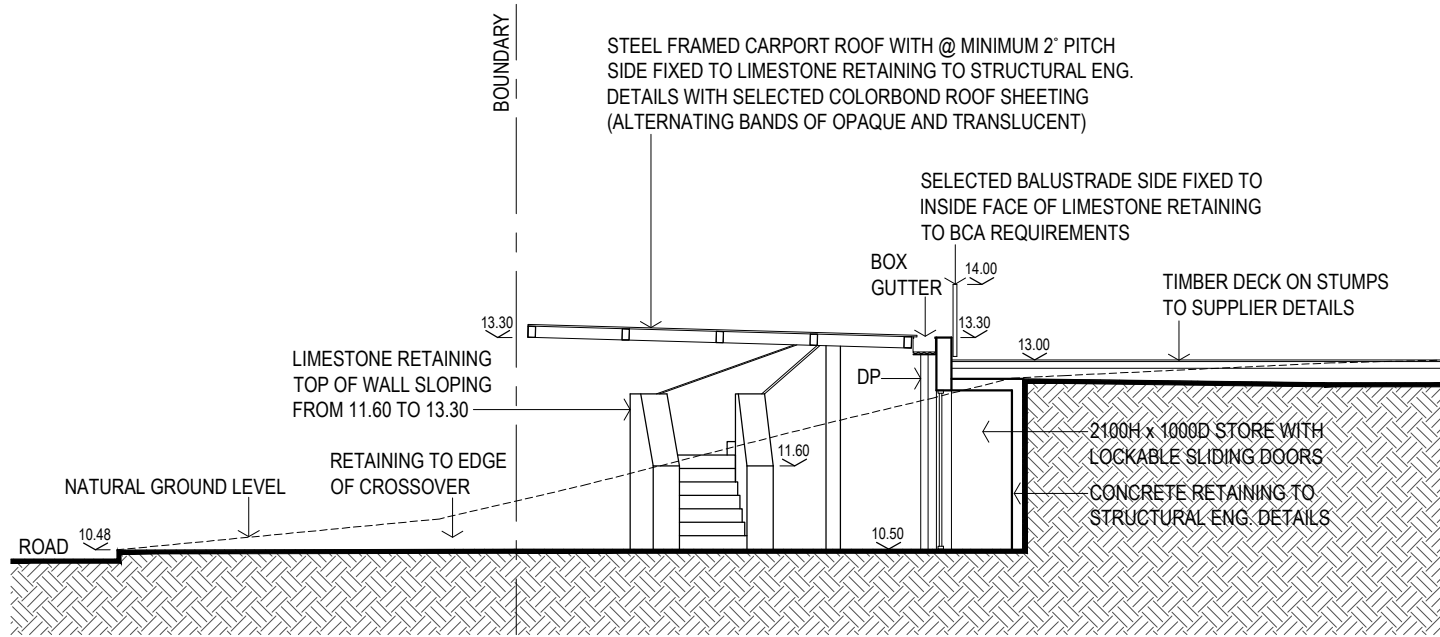 BOUNDARY
STEEL FRAMED CARPORT ROOF WITH @ MINIMUM 2° PITCH
SIDE FIXED TO LIMESTONE RETAINING TO STRUCTURAL ENG.
DETAILS WITH SELECTED COLORBOND ROOF SHEETING
(ALTERNATING BANDS OF OPAQUE AND TRANSLUCENT)
SELECTED BALUSTRADE SIDE FIXED TO
INSIDE FACE OF LIMESTONE RETAINING
TO BCA REQUIREMENTS
BOX
GUTTER
14.00
TIMBER DECK ON STUMPS
TO SUPPLIER DETAILS
13.30
13.30
13.00
LIMESTONE RETAINING
TOP OF WALL SLOPING
FROM 11.60 TO 13.30
DP
2100H x 1000D STORE WITH
LOCKABLE SLIDING DOORS
11.60
RETAINING TO EDGE
OF CROSSOVER
NATURAL GROUND LEVEL
CONCRETE RETAINING TO
STRUCTURAL ENG. DETAILS
ROAD
10.48
10.50